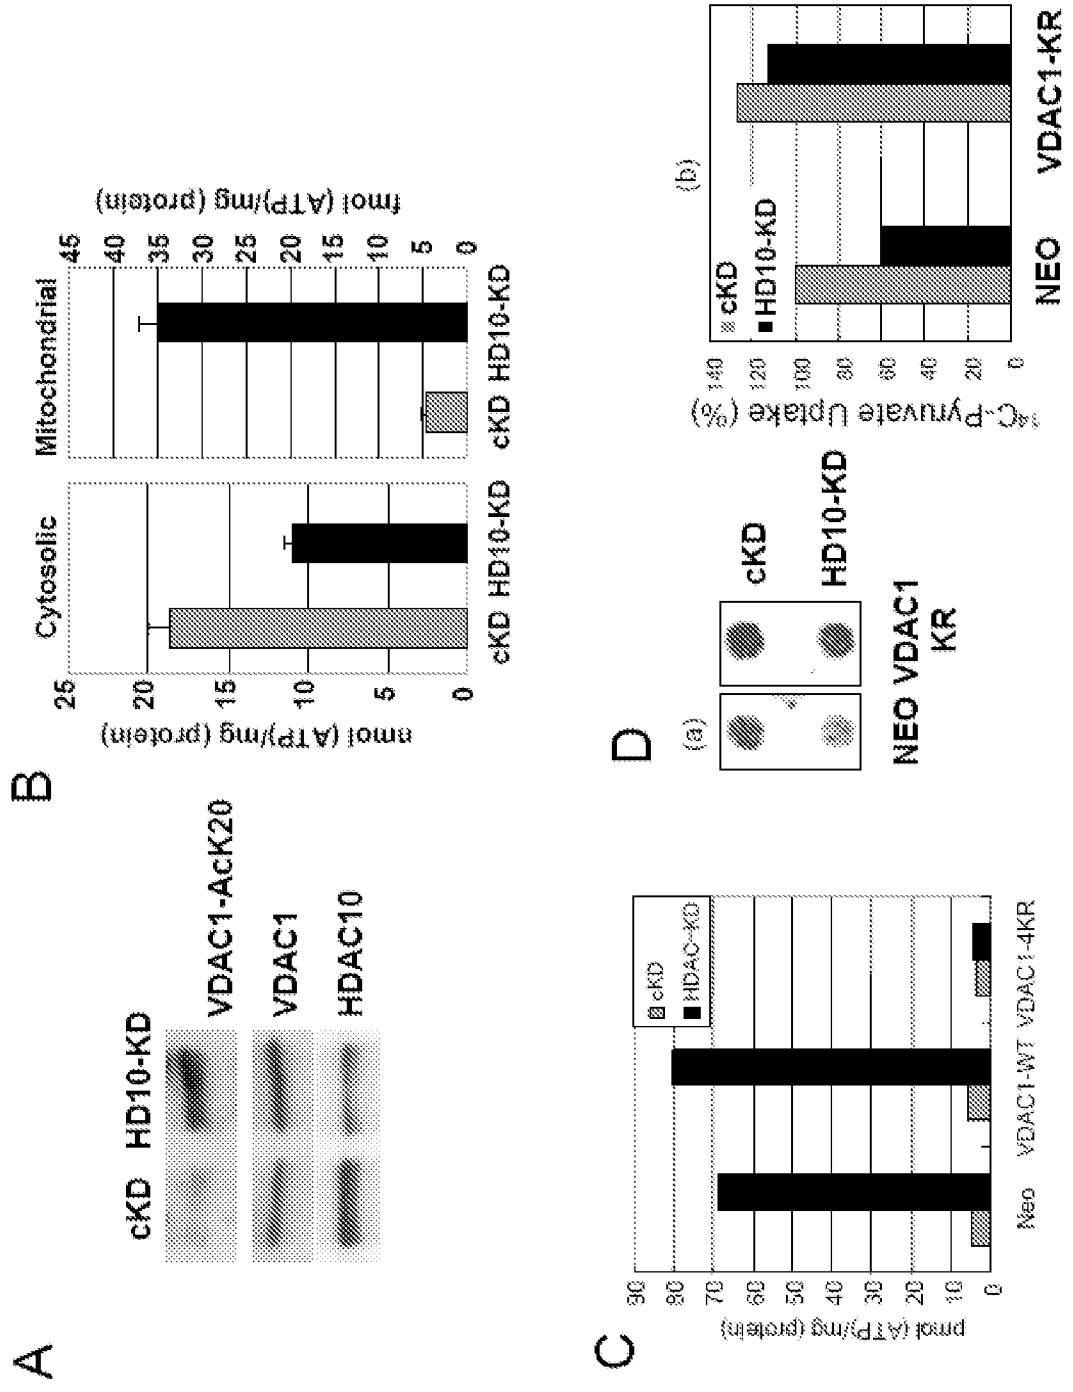 A
cKD HD10-KD
VDAC1-AcK20
VDAC1
HDAC10
B
Cytosolic
nmol (ATP)/mg (protein)
25
20
15
10
5
0
cKD HD10-KD
Mitochondrial
fmol (ATP)/mg (protein)
45
40
35
30
25
20
15
10
5
0
cKD HD10-KD
C
pmol (ATP)/mg (protein)
90
80
70
60
50
40
30
20
10
0
cKD
HDAC-KD
Neo VDAC1-WT VDAC1-4KR
D
(a)
cKD
HD10-KD
NEO VDAC1
KR
(b)
14C-Pyruvate Uptake (%)
140
120
100
80
60
40
20
0
cKD
HD10-KD
NEO VDAC1-KR